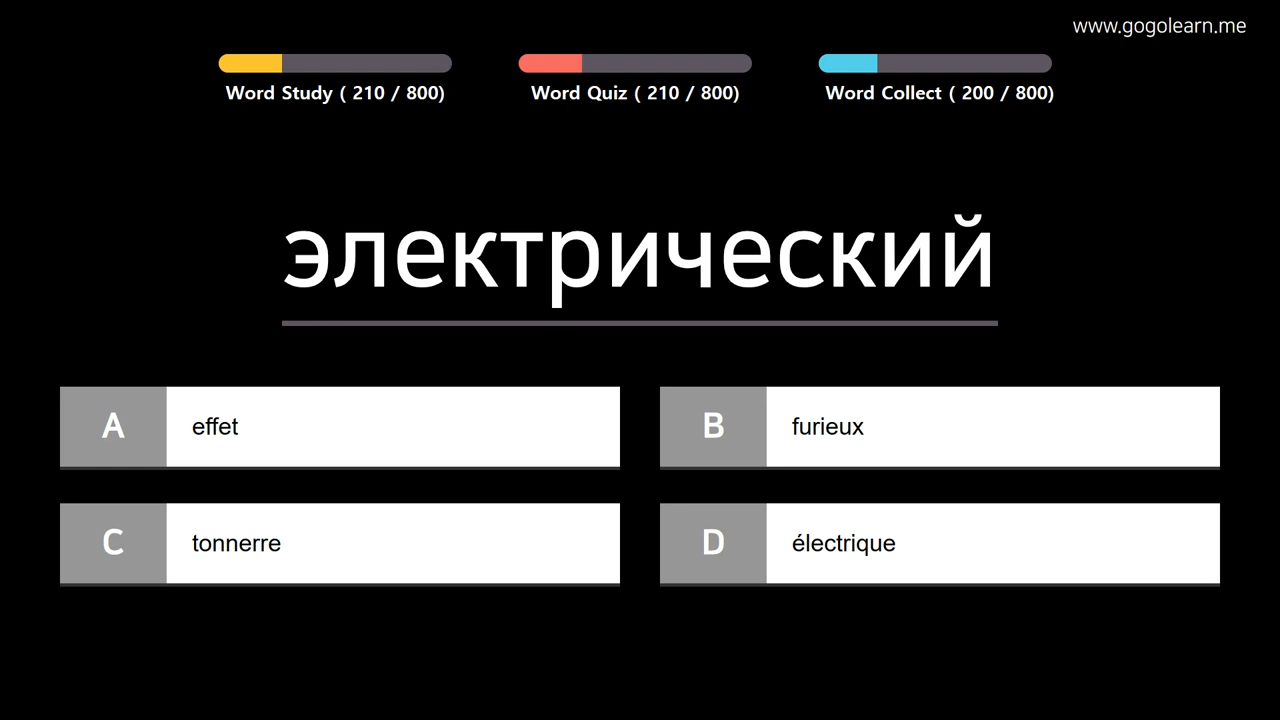 www.gogolearn.me
Word Study ( 210 / 800)
Word Quiz ( 210 / 800)
Word Collect ( 200 / 800)
электрический
A effet
B furieux
C tonnerre
D électrique